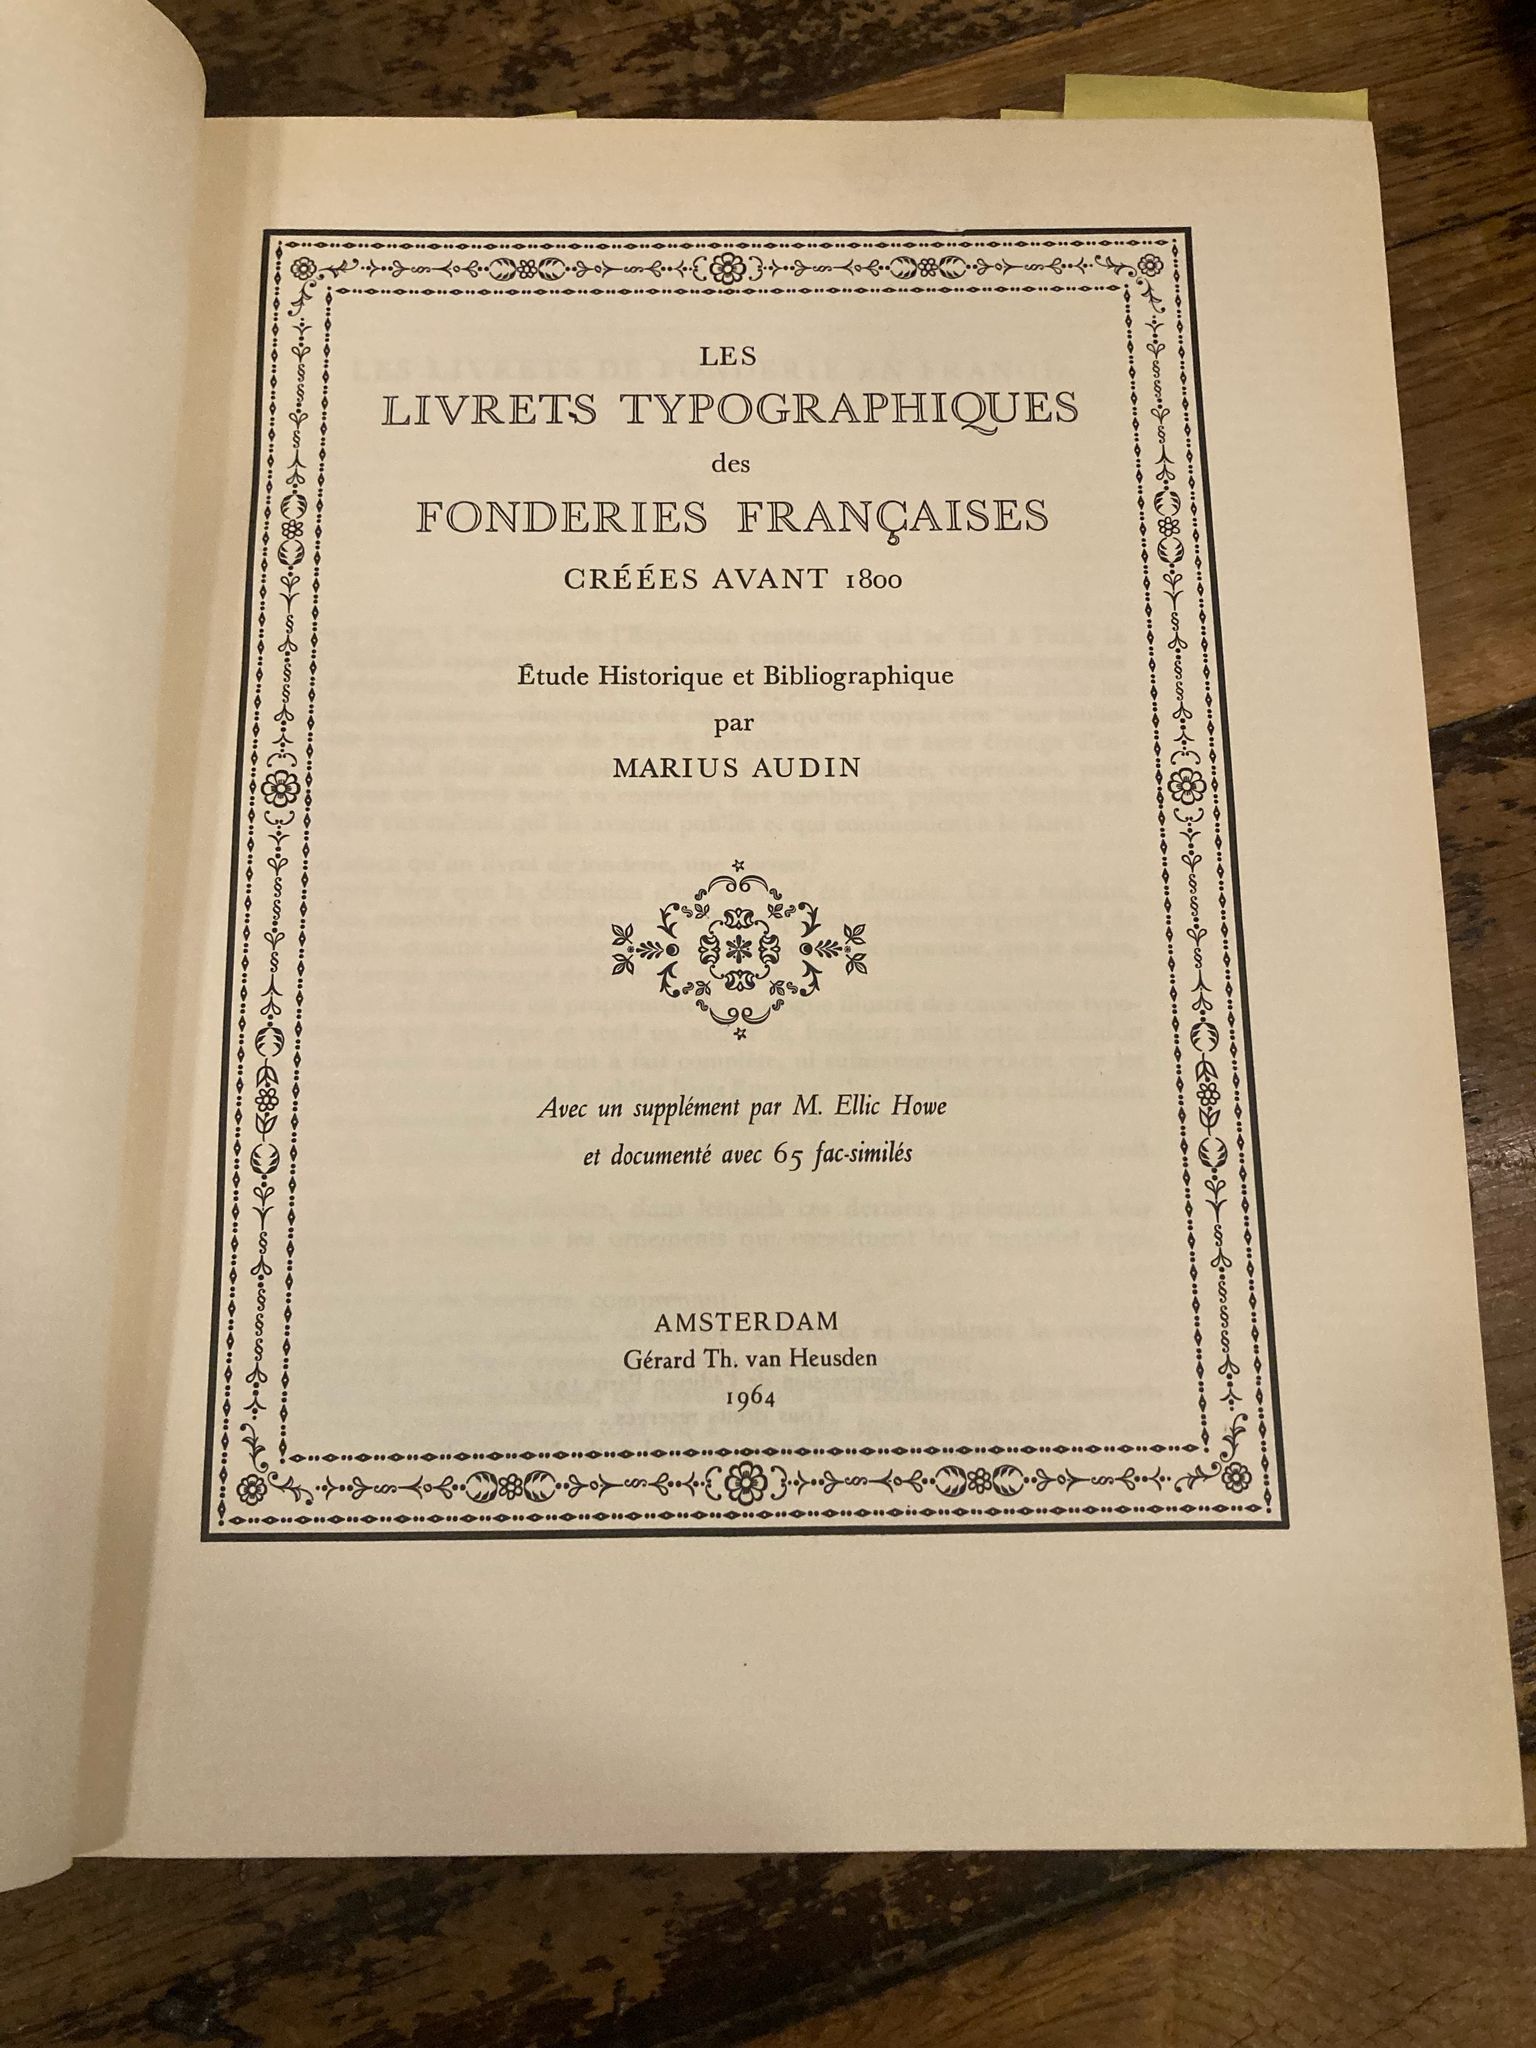 LES
LIVRETS TYPOGRAPHIQUES
des
FONDERIES FRANÇAISES
CRÉÉES AVANT 1800
Étude Historique et Bibliographique
par
MARIUS AUDIN
Avec un supplément par M. Ellic Howe
et documenté avec 65 fac-similés
AMSTERDAM
Gérard Th. van Heusden
1964